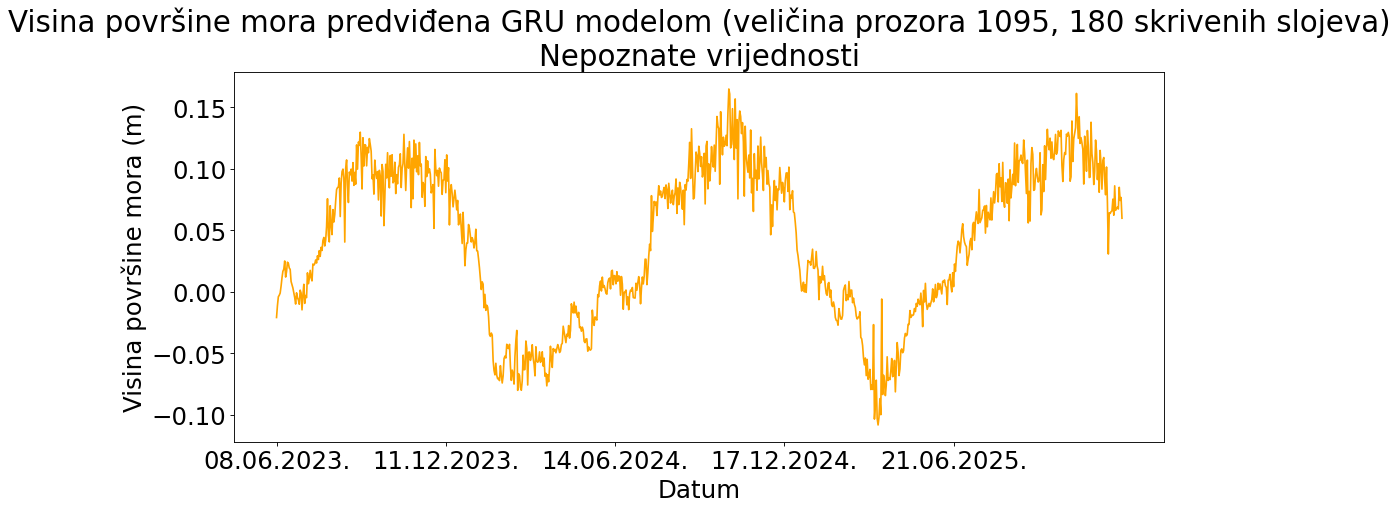 Visina površine mora predviđena GRU modelom (veličina prozora 1095, 180 skrivenih slojeva)
Nepoznate vrijednosti
Visina površine mora (m)
0.15
0.10
0.05
0.00
−0.05
−0.10
08.06.2023. 11.12.2023. 14.06.2024. 17.12.2024. 21.06.2025.
Datum